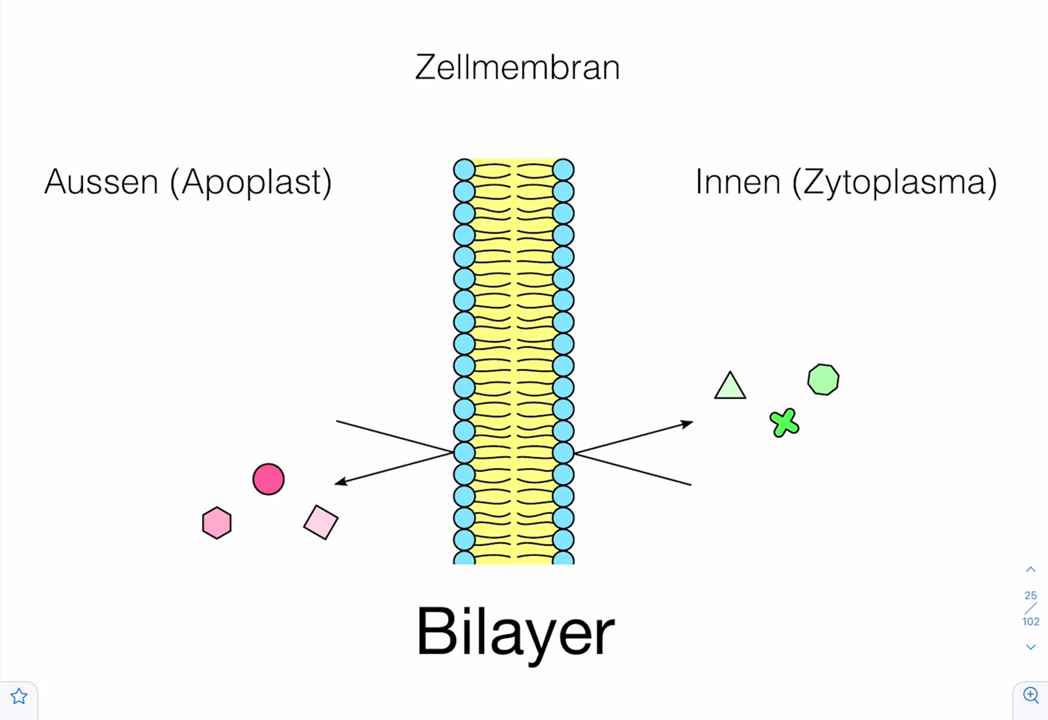 Zellmembran
Aussen (Apoplast)
Innen (Zytoplasma)
Bilayer
25
102